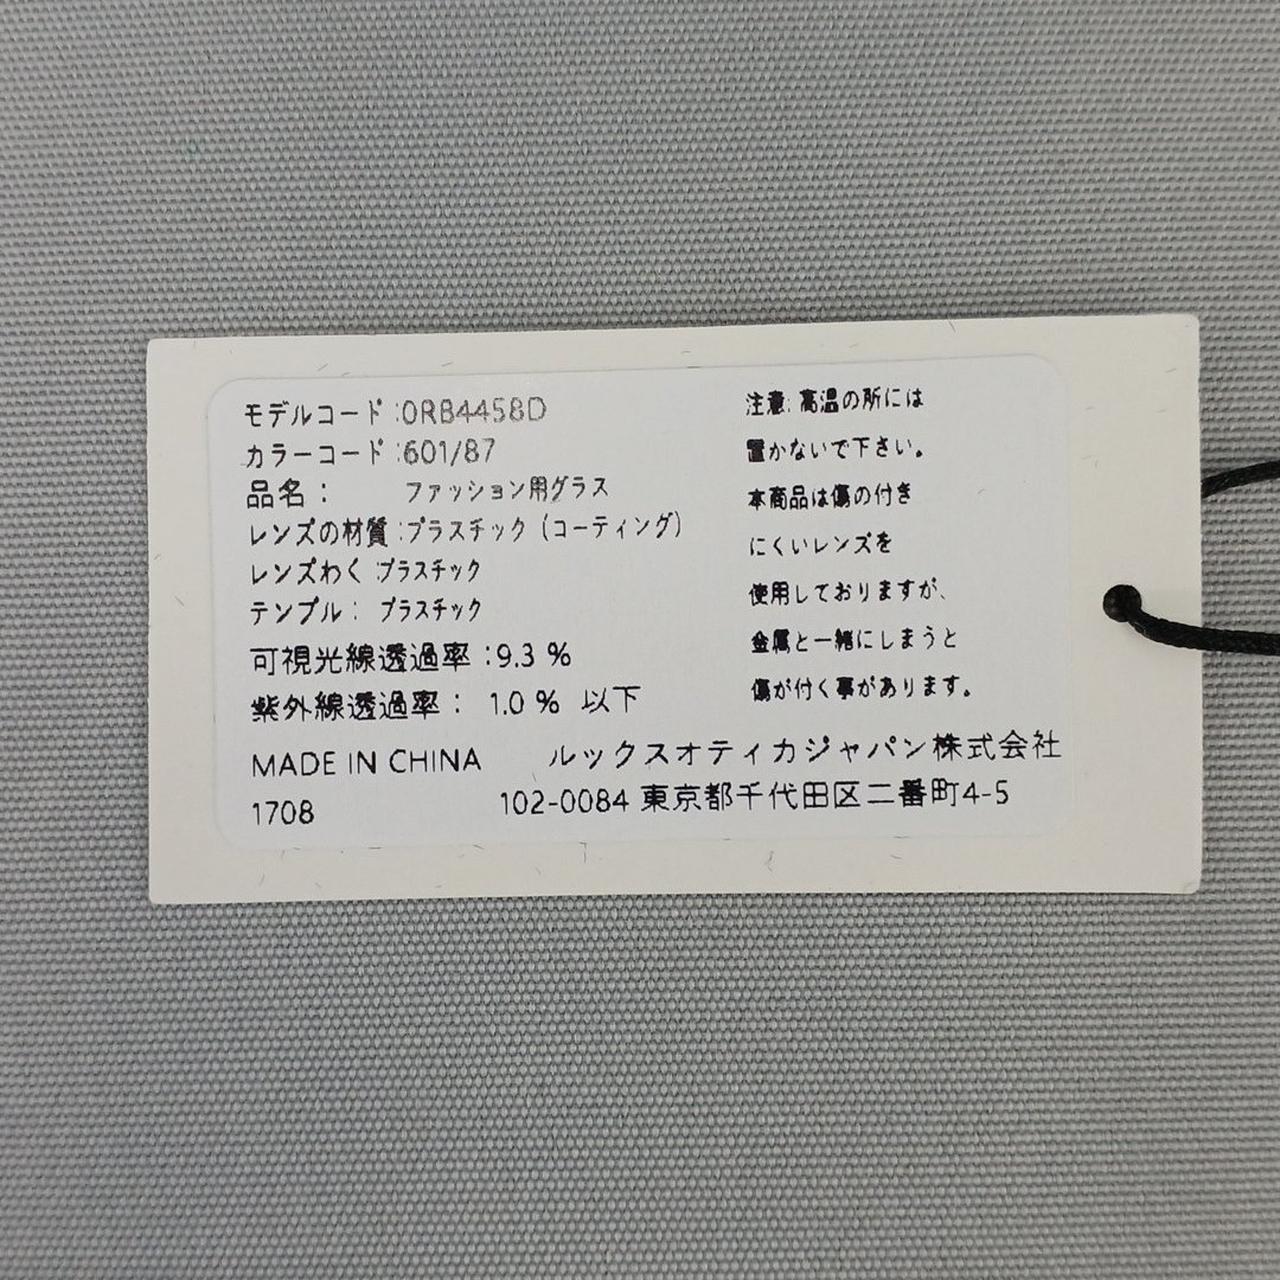 モデルコード:0RB4458D
カラーコード:601/87
品名: ファッション用グラス
レンズの材質:プラスチック(コーティング)
レンズわく:プラスチック
テンプル: プラスチック
可視光線透過率:9.3 %
紫外線透過率: 1.0 % 以下
注意:高温の所には
置かないで下さい。
本商品は傷の付き
にくいレンズを
使用しておりますが、
金属と一緒にしまうと
傷が付く事があります。
MADE IN CHINA ルックスオティカジャパン株式会社
1708 102-0084 東京都千代田区二番町4-5